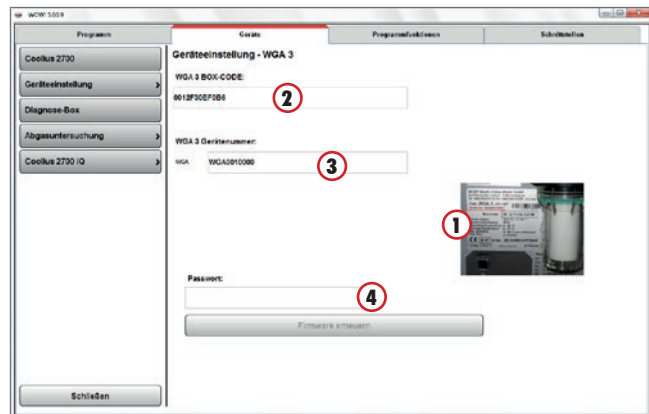 WOW! 5.00.9
Programm
Geräte
Programmfunktionen
Schnittstellen
Coolius 2700
Geräteeinstellung
Diagnose-Box
Abgasuntersuchung
Coolius 2700 IQ
Schließen
Geräteeinstellung - WGA 3
WGA 3 BOX-CODE:
0012F30EF0B6
2
WGA 3 Gerätenummer:
WGA
WGA0010000
3
1
Passwort:
4
Firmware erneuern